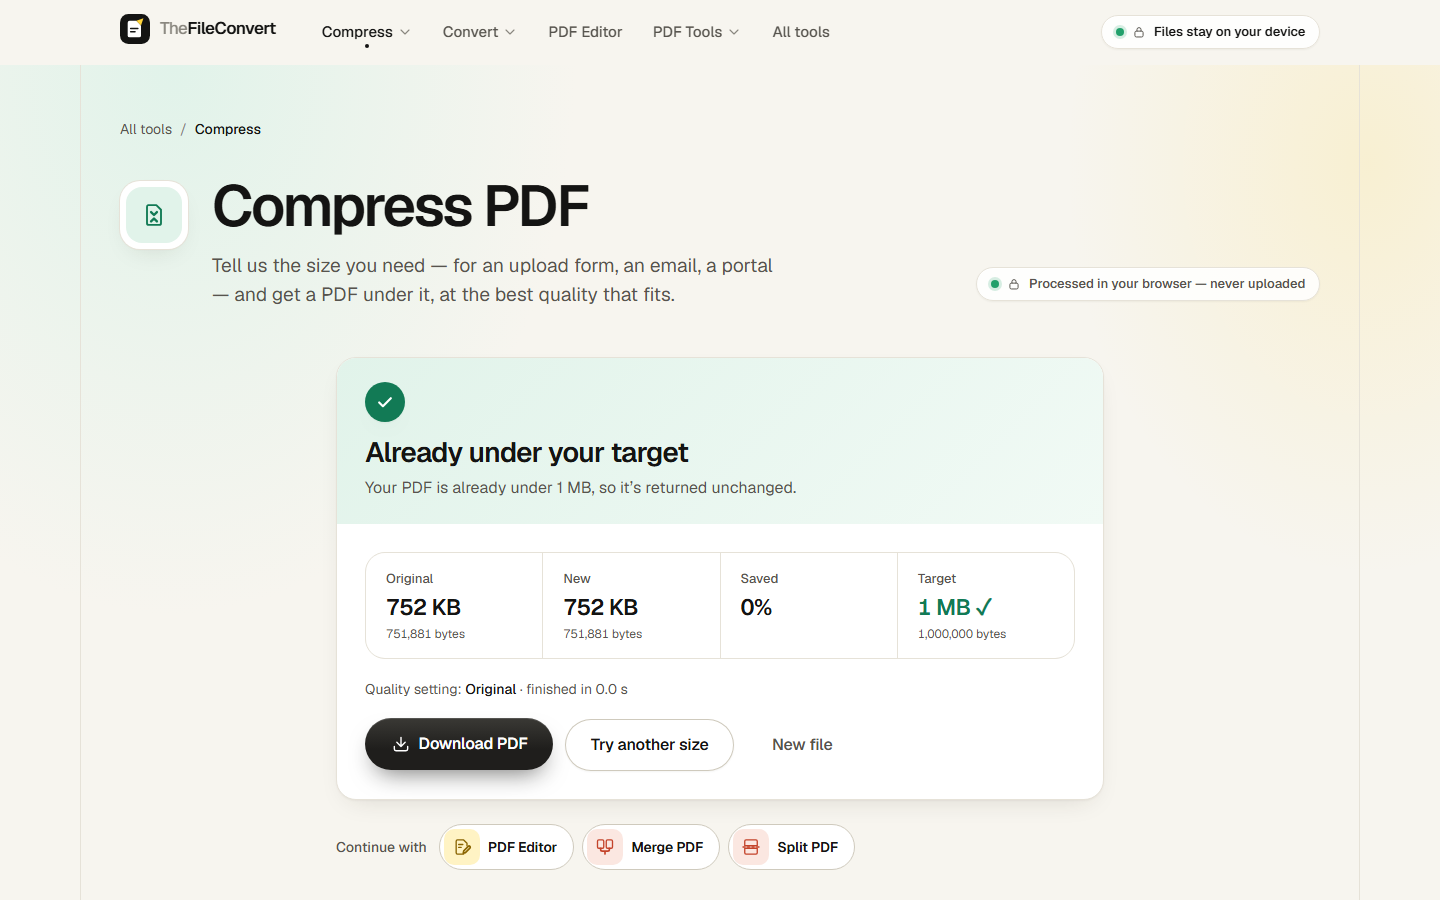 TheFileConvert
Compress
Convert
PDF Editor
PDF Tools
All tools
Files stay on your device
All tools / Compress
Compress PDF
Tell us the size you need — for an upload form, an email, a portal
— and get a PDF under it, at the best quality that fits.
Processed in your browser — never uploaded
Already under your target
Your PDF is already under 1 MB, so it’s returned unchanged.
Original
752 KB
751,881 bytes
New
752 KB
751,881 bytes
Saved
0%
Target
1 MB ✓
1,000,000 bytes
Quality setting: Original · finished in 0.0 s
Download PDF
Try another size
New file
Continue with
PDF Editor
Merge PDF
Split PDF